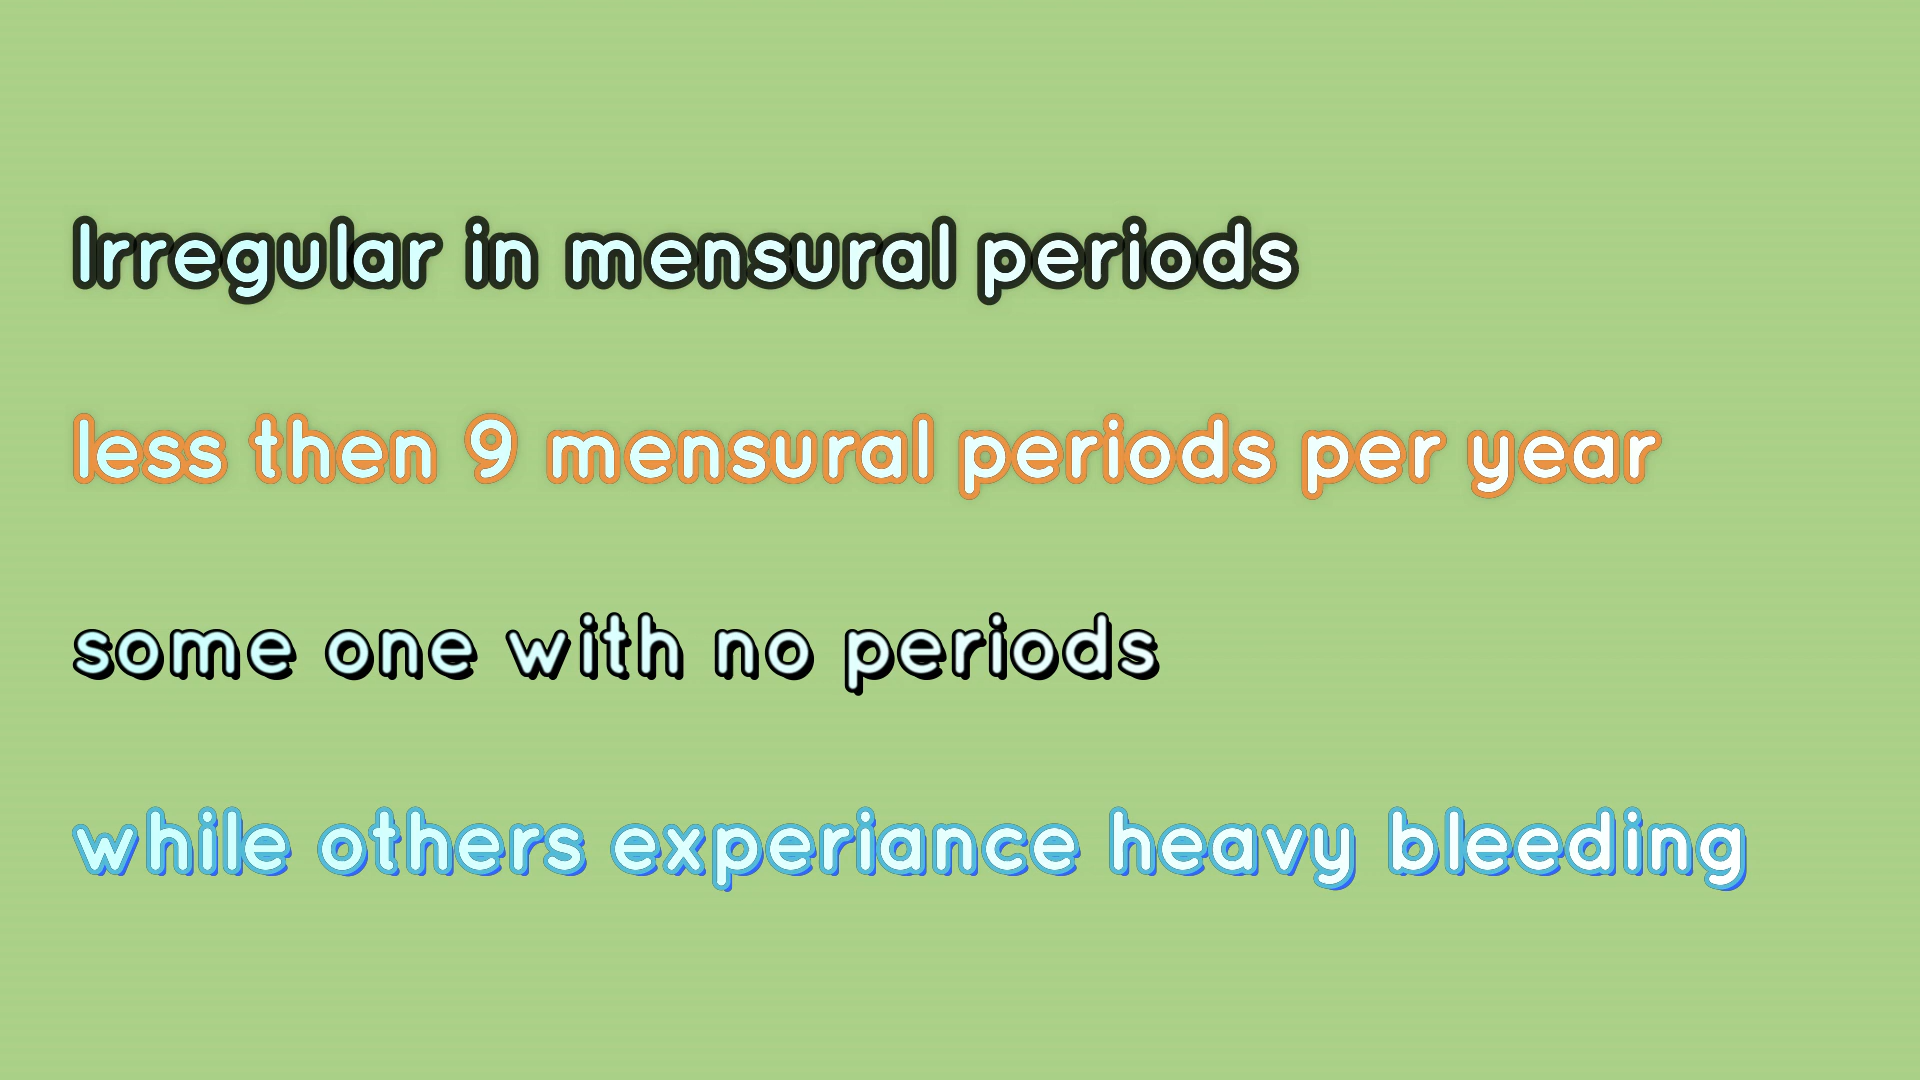 Irregular in mensural periods
less then 9 mensural periods per year
some one with no periods
while others experiance heavy bleeding